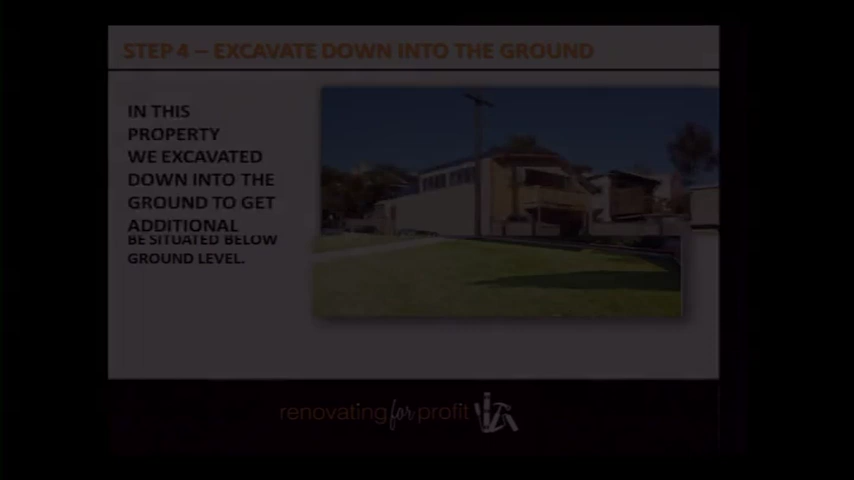 STEP 4 – EXCAVATE DOWN INTO THE GROUND
IN THIS
PROPERTY
WE EXCAVATED
DOWN INTO THE
GROUND TO GET
ADDITIONAL
BE SITUATED BELOW
GROUND LEVEL.
renovating for profit